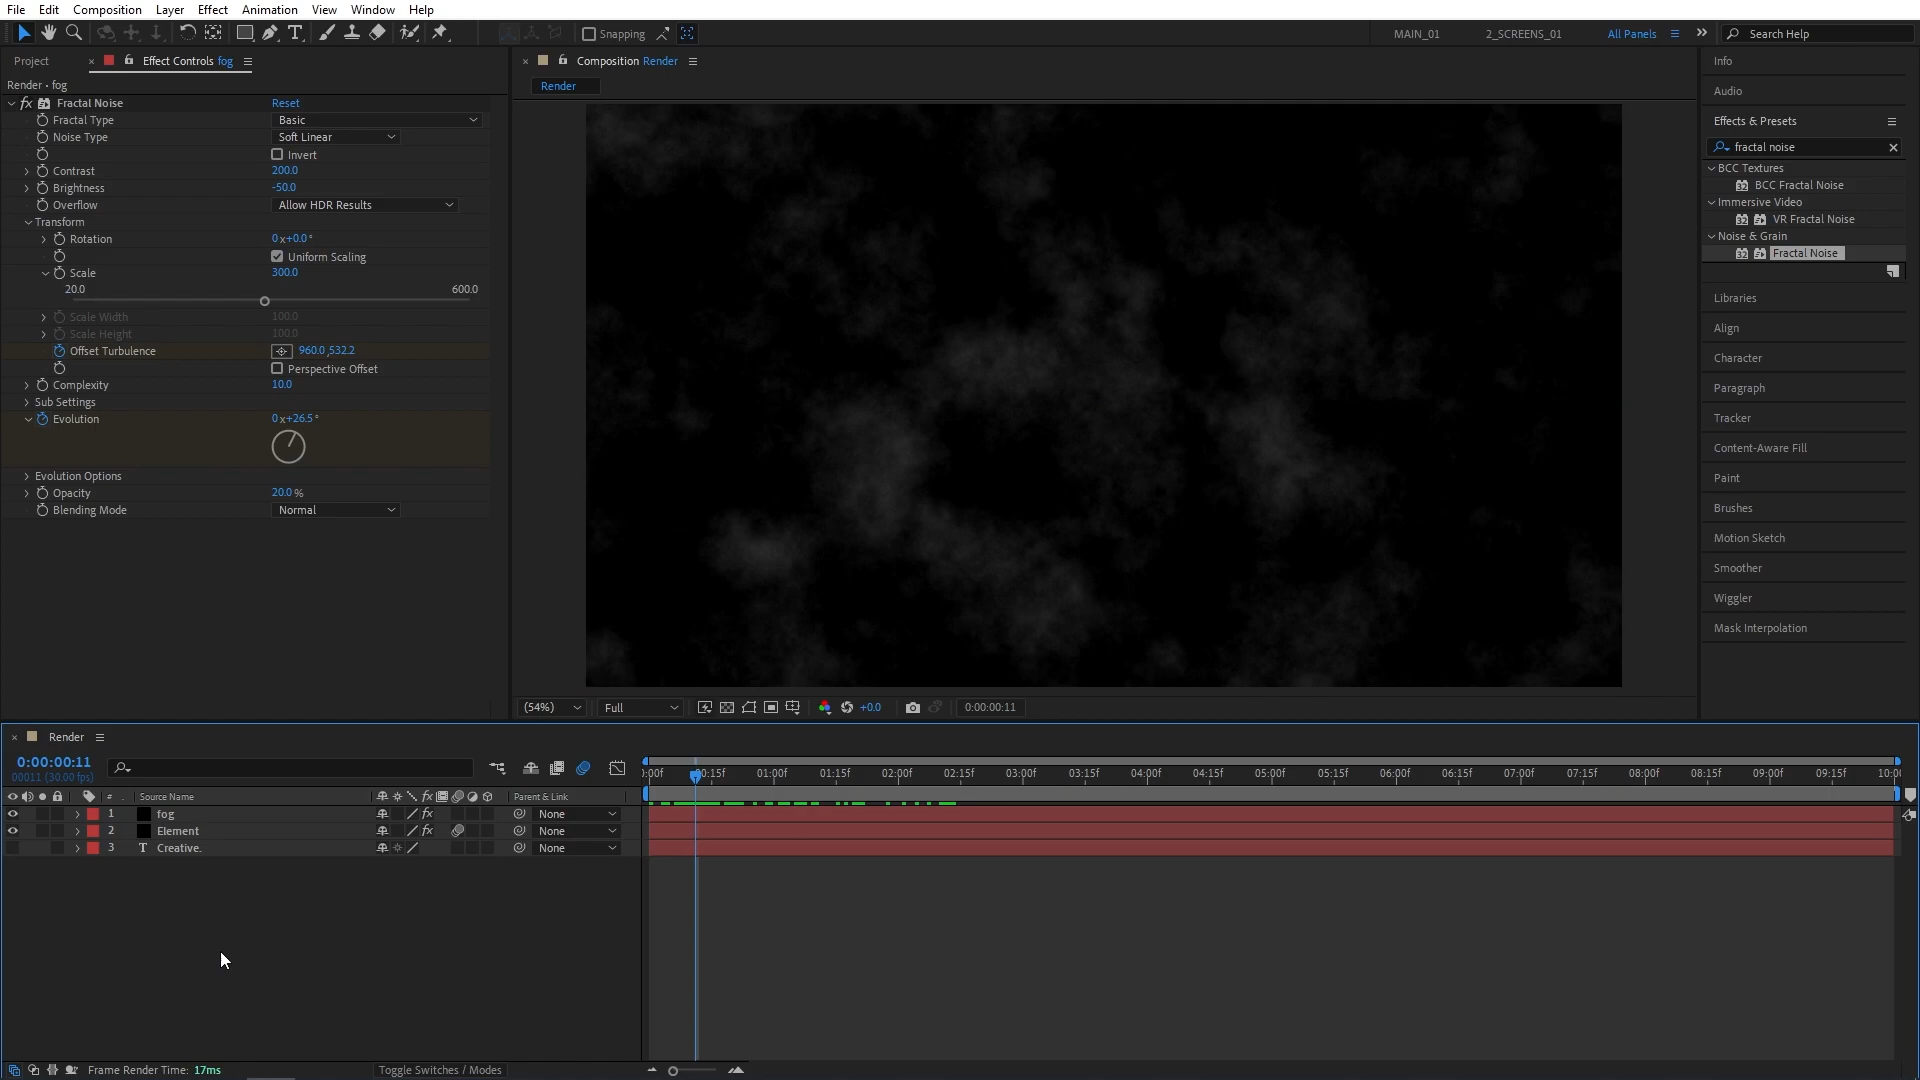 File Edit Composition Layer Effect Animation View Window Help
Snapping MAIN_01 2_SCREENS_01 All Panels Search Help
Project Effect Controls fog
Render • fog
Fractal Noise Reset
Fractal Type Basic
Noise Type Soft Linear
Invert
Contrast 200.0
Brightness -50.0
Overflow Allow HDR Results
Transform
Rotation 0x+0.0°
Uniform Scaling
Scale 300.0
20.0 600.0
Scale Width 100.0
Scale Height 100.0
Offset Turbulence 960.0,532.2
Perspective Offset
Complexity 10.0
Sub Settings
Evolution 0x+26.5°
Evolution Options
Opacity 20.0 %
Blending Mode Normal
Composition Render
Render
(54%) Full +0.0 0:00:00:11
Info
Audio
Effects & Presets
fractal noise
BCC Textures
32 BCC Fractal Noise
Immersive Video
32 VR Fractal Noise
Noise & Grain
32 Fractal Noise
Libraries
Align
Character
Paragraph
Tracker
Content-Aware Fill
Paint
Brushes
Motion Sketch
Smoother
Wiggler
Mask Interpolation
Render
0:00:00:11
00011 (30.00 fps)
:00f 00:15f 01:00f 01:15f 02:00f 02:15f 03:00f 03:15f 04:00f 04:15f 05:00f 05:15f 06:00f 06:15f 07:00f 07:15f 08:00f 08:15f 09:00f 09:15f 10:00
# Source Name Parent & Link
1 fog None
2 Element None
3 T Creative. None
Frame Render Time: 17ms Toggle Switches / Modes